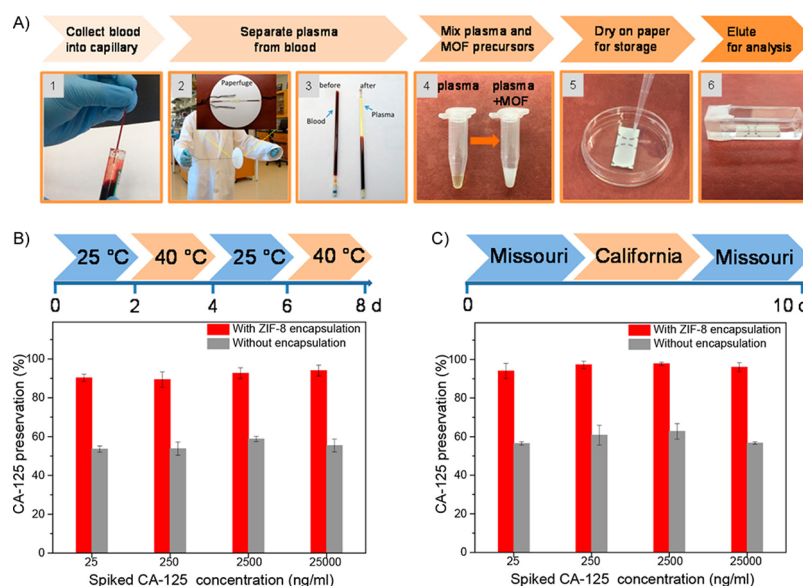 A)
Collect blood
into capillary
Separate plasma
from blood
Mix plasma and
MOF precursors
Dry on paper
for storage
Elute
for analysis
1
2
Paperfuge
3
before
after
Blood
Plasma
4
plasma
plasma
+MOF
5
6
B)
25 °C
40 °C
25 °C
40 °C
0
2
4
6
8 d
With ZIF-8 encapsulation
Without encapsulation
CA-125 preservation (%)
100
80
60
40
20
0
25
250
2500
25000
Spiked CA-125 concentration (ng/ml)
C)
Missouri
California
Missouri
0
10 d
With ZIF-8 encapsulation
Without encapsulation
CA-125 preservation (%)
100
80
60
40
20
0
25
250
2500
25000
Spiked CA-125 concentration (ng/ml)